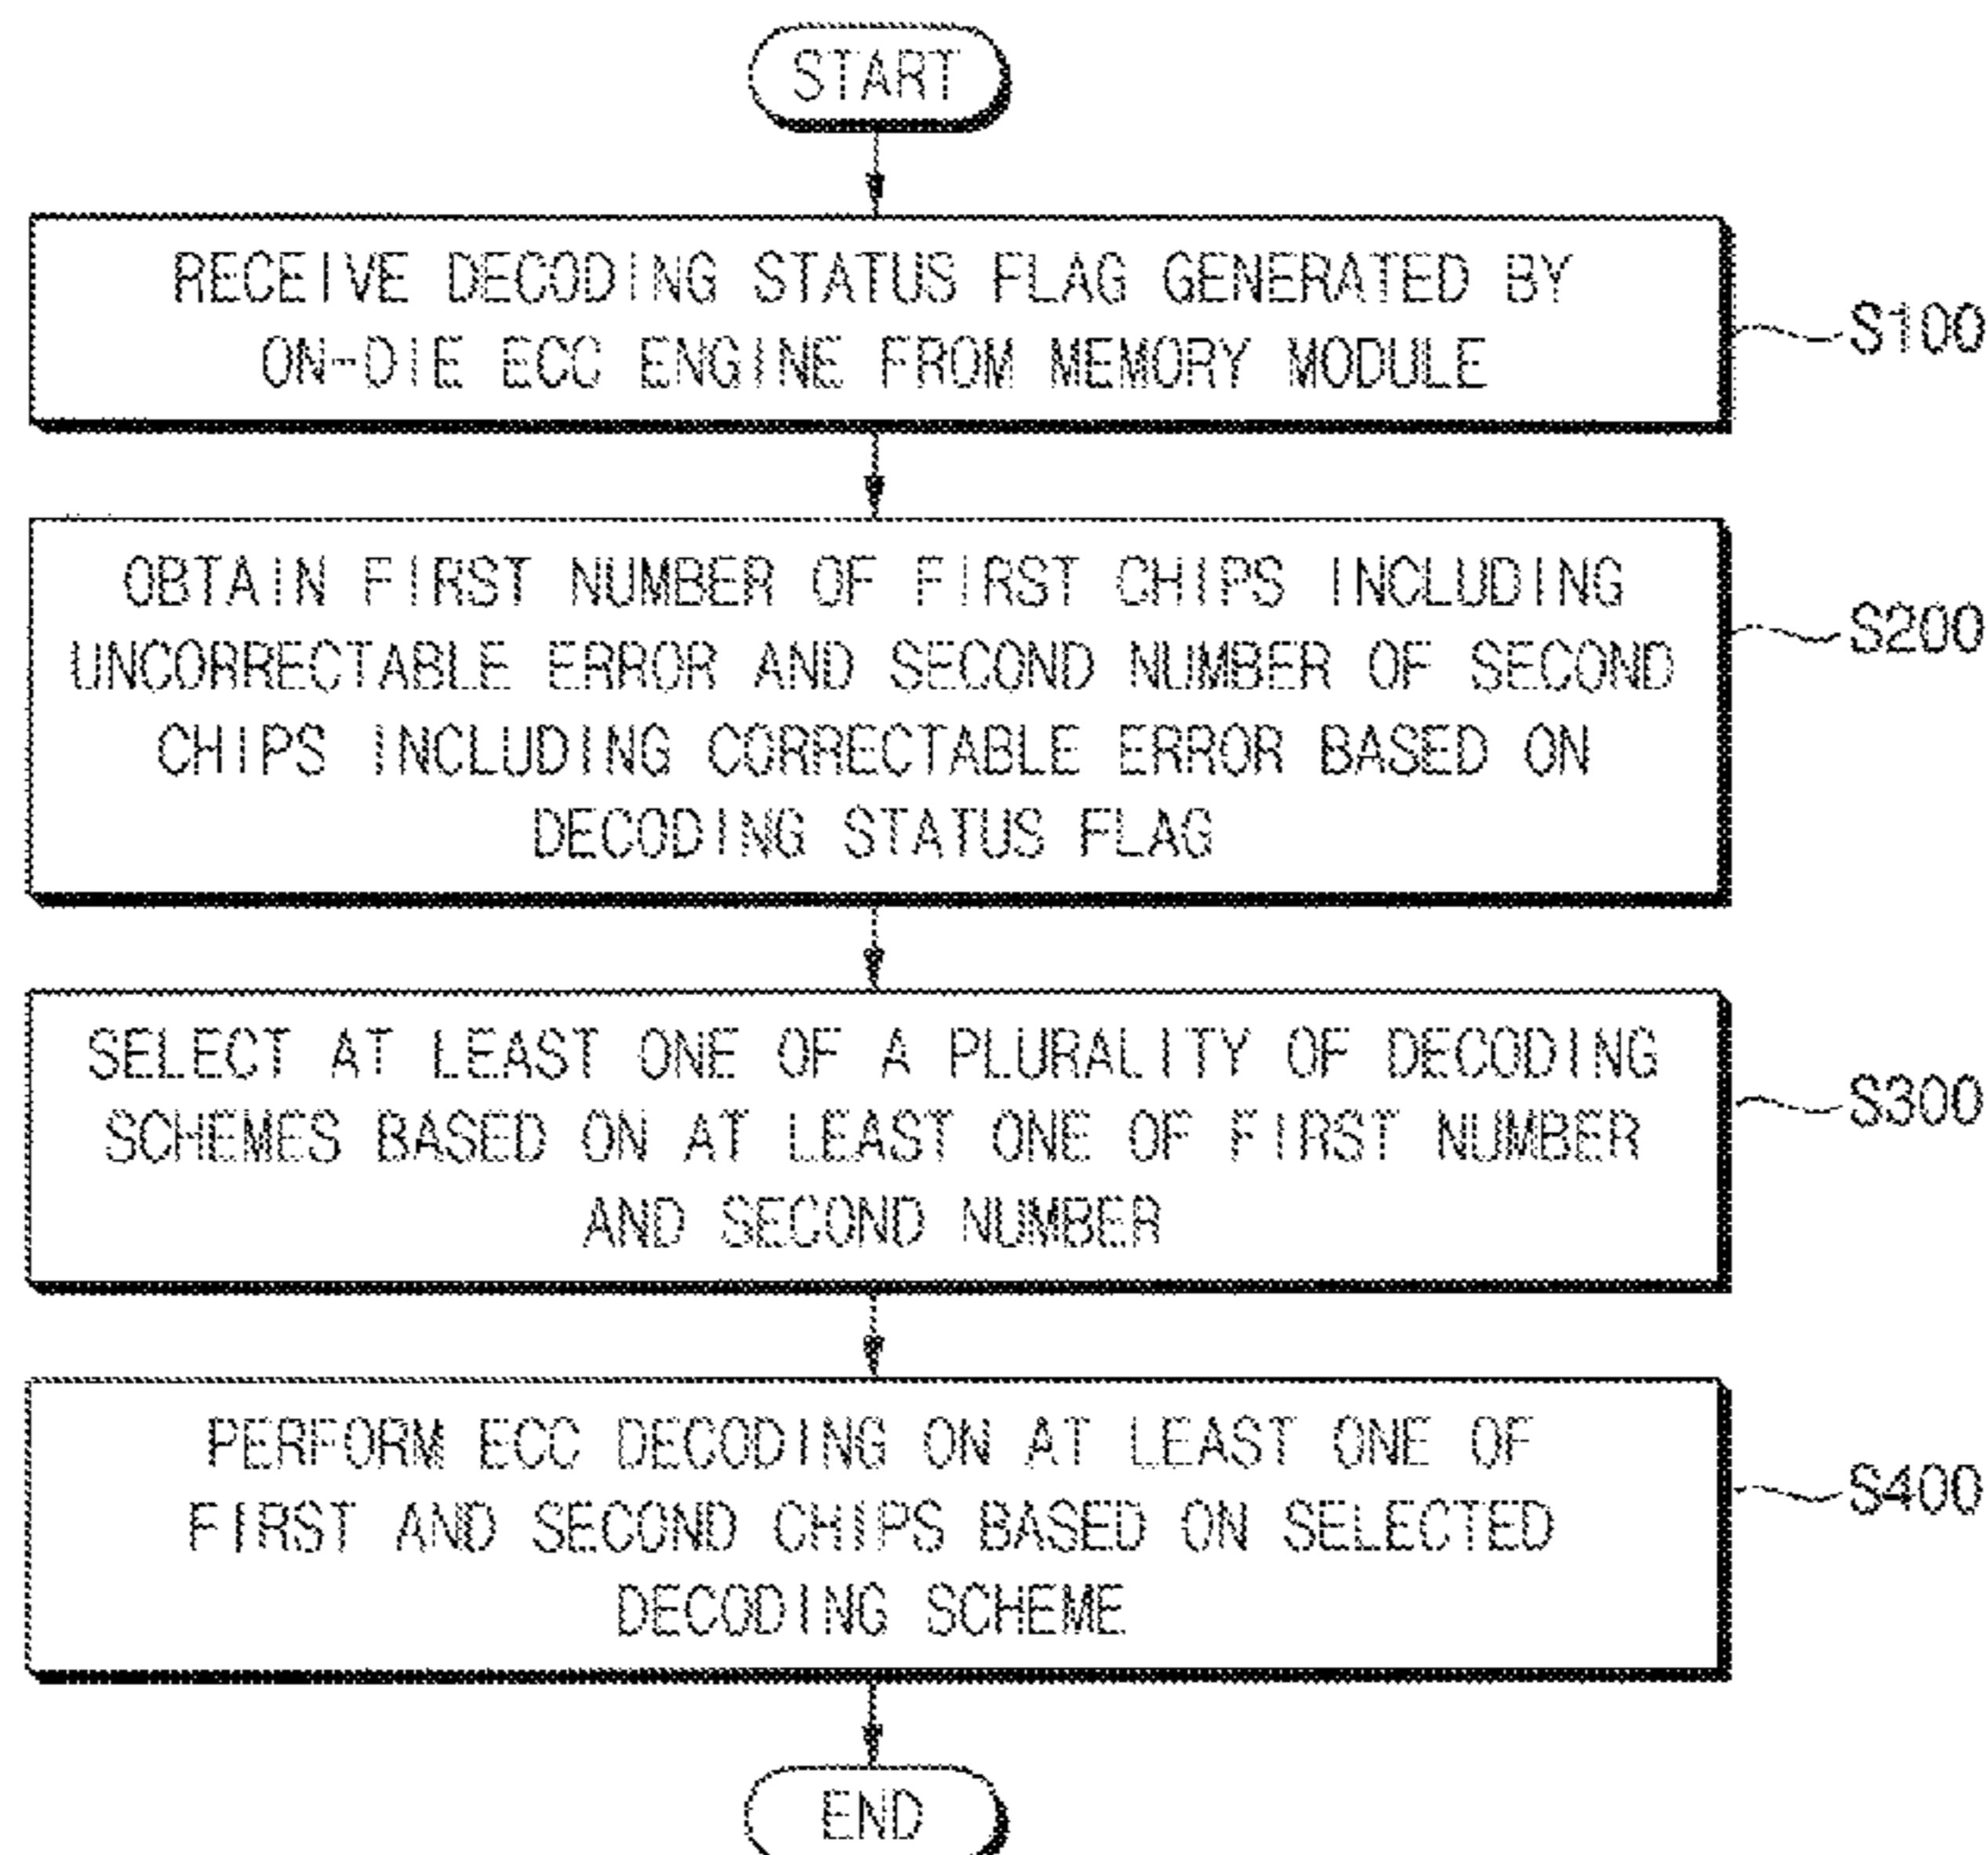 START
RECEIVE DECODING STATUS FLAG GENERATED BY
ON-DIE ECC ENGINE FROM MEMORY MODULE
S100
OBTAIN FIRST NUMBER OF FIRST CHIPS INCLUDING
UNCORRECTABLE ERROR AND SECOND NUMBER OF SECOND
CHIPS INCLUDING CORRECTABLE ERROR BASED ON
DECODING STATUS FLAG
S200
SELECT AT LEAST ONE OF A PLURALITY OF DECODING
SCHEMES BASED ON AT LEAST ONE OF FIRST NUMBER
AND SECOND NUMBER
S300
PERFORM ECC DECODING ON AT LEAST ONE OF
FIRST AND SECOND CHIPS BASED ON SELECTED
DECODING SCHEME
S400
END